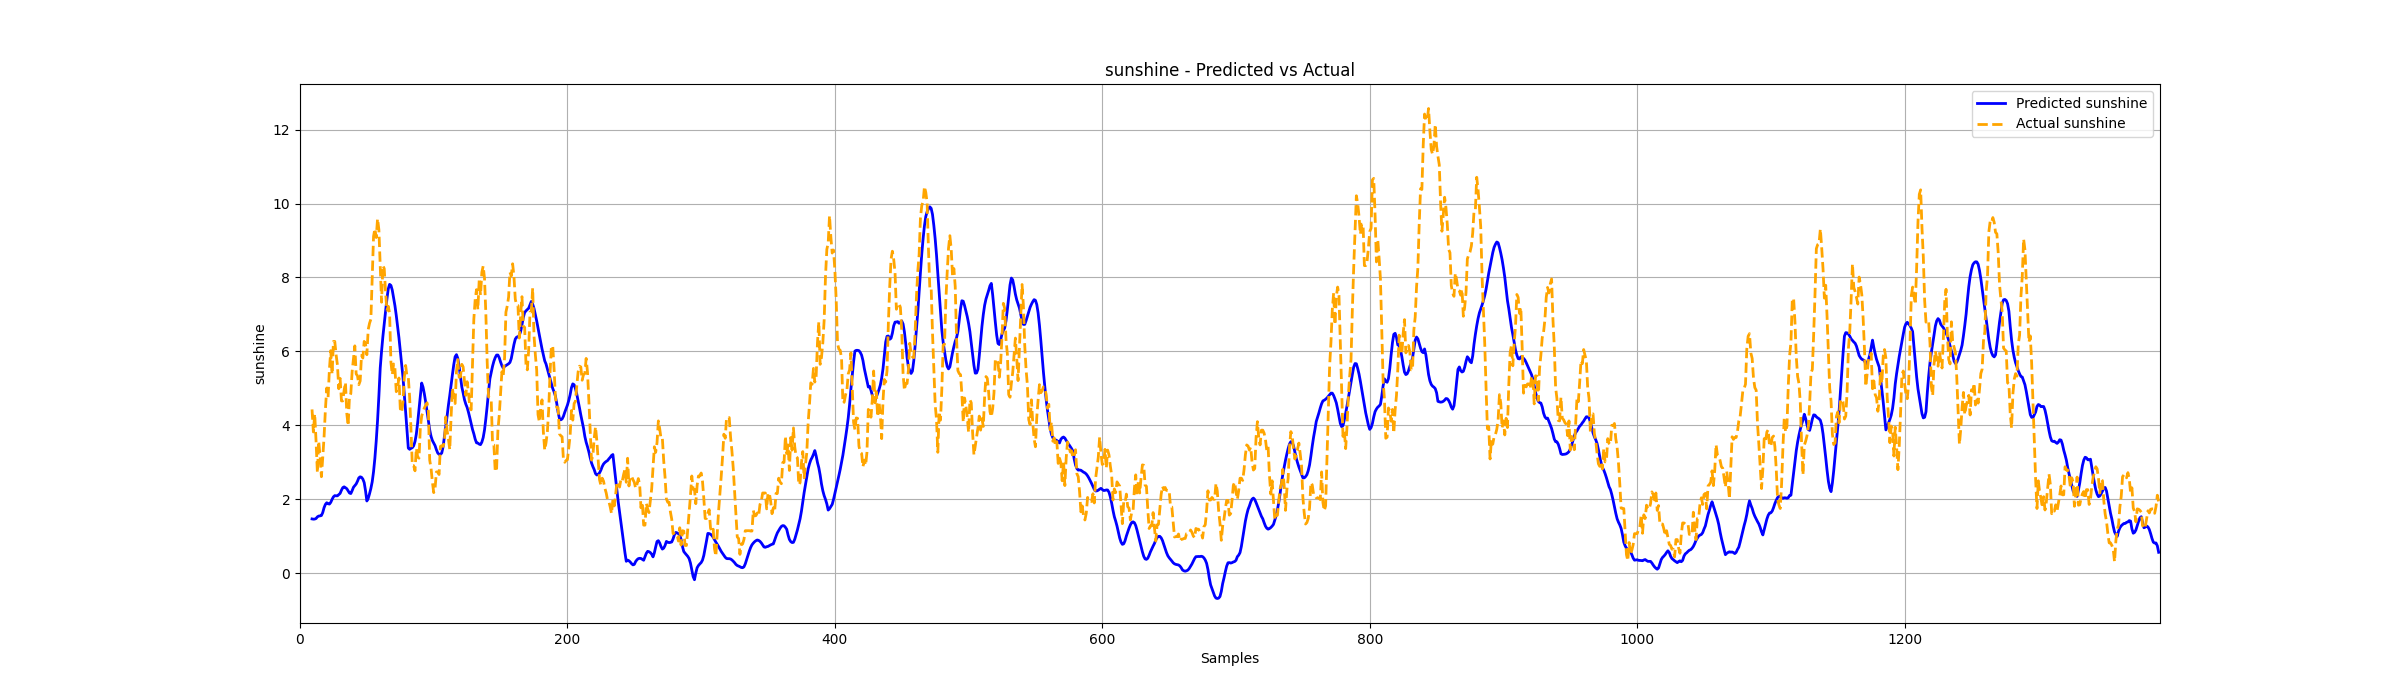 sunshine - Predicted vs Actual
Predicted sunshine
Actual sunshine
12
10
8
6
4
2
0
sunshine
0 200 400 600 800 1000 1200
Samples